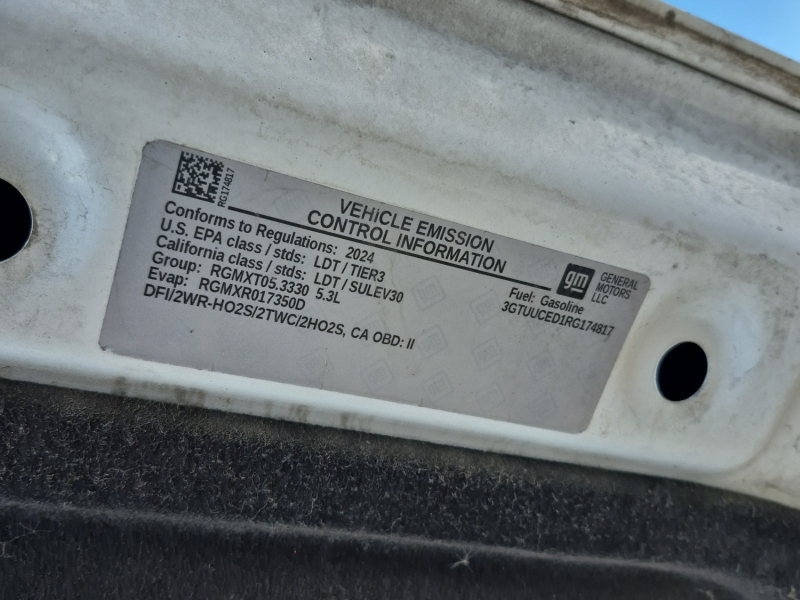 RG174817
VEHICLE EMISSION
CONTROL INFORMATION
Conforms to Regulations: 2024
U.S. EPA class / stds: LDT / TIER3
California class / stds: LDT / SULEV30
Group: RGMXT05.3330 5.3L
Evap: RGMXR017350D
DFI/2WR-HO2S/2TWC/2HO2S, CA OBD: II
gm
GENERAL
MOTORS
LLC
Fuel: Gasoline
3GTUUCED1RG174817